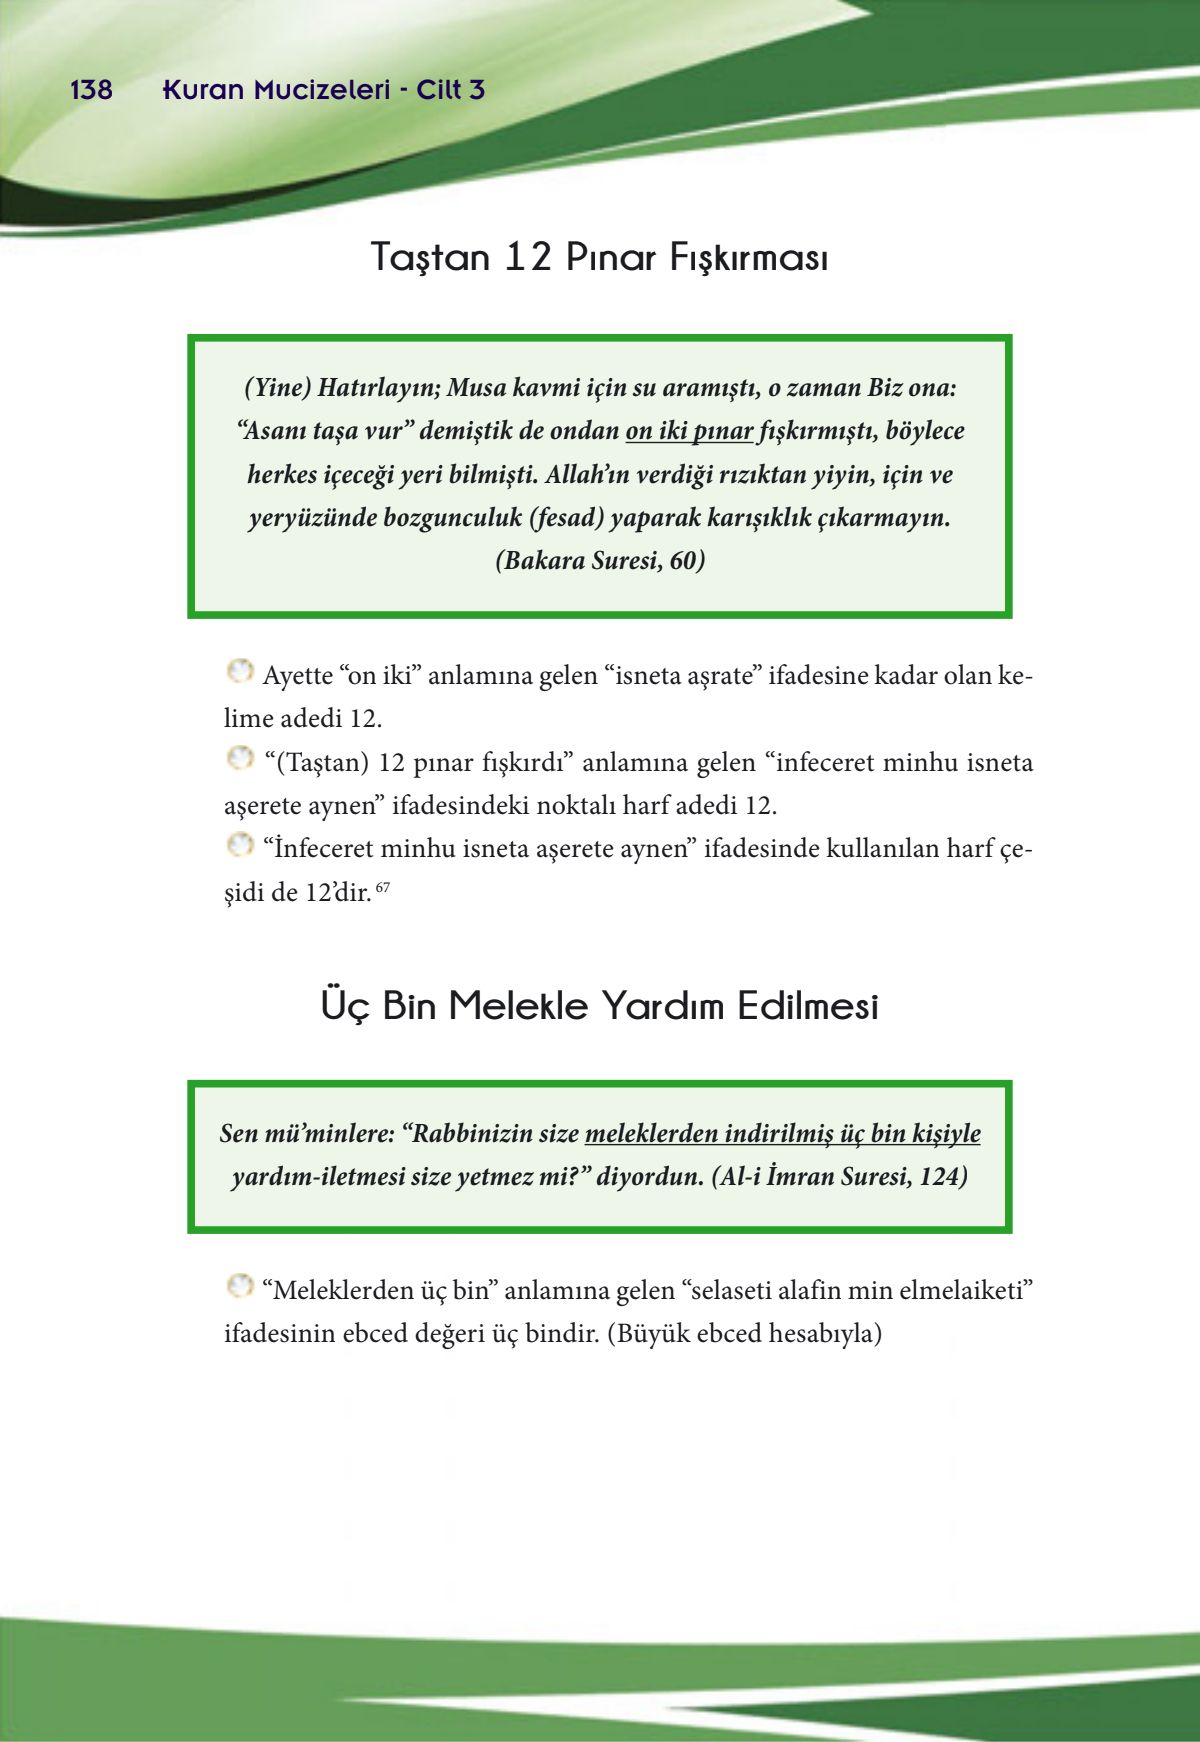 138 Kuran Mucizeleri - Cilt 3
Taştan 12 Pınar Fışkırması
(Yine) Hatırlayın; Musa kavmi için su aramıştı, o zaman Biz ona:
“Asanı taşa vur” demiştik de ondan on iki pınar fışkırmıştı, böylece
herkes içeceği yeri bilmişti. Allah’ın verdiği rızıktan yiyin, için ve
yeryüzünde bozgunculuk (fesad) yaparak karışıklık çıkarmayın.
(Bakara Suresi, 60)
Ayette “on iki” anlamına gelen “isneta aşrate” ifadesine kadar olan ke-
lime adedi 12.
“(Taştan) 12 pınar fışkırdı” anlamına gelen “infeceret minhu isneta
aşerete aynen” ifadesindeki noktalı harf adedi 12.
“İnfeceret minhu isneta aşerete aynen” ifadesinde kullanılan harf çe-
şidi de 12’dir. 67
Üç Bin Melekle Yardım Edilmesi
Sen mü’minlere: “Rabbinizin size meleklerden indirilmiş üç bin kişiyle
yardım-iletmesi size yetmez mi?” diyordun. (Al-i İmran Suresi, 124)
“Meleklerden üç bin” anlamına gelen “selaseti alafin min elmelaiketi”
ifadesinin ebced değeri üç bindir. (Büyük ebced hesabıyla)